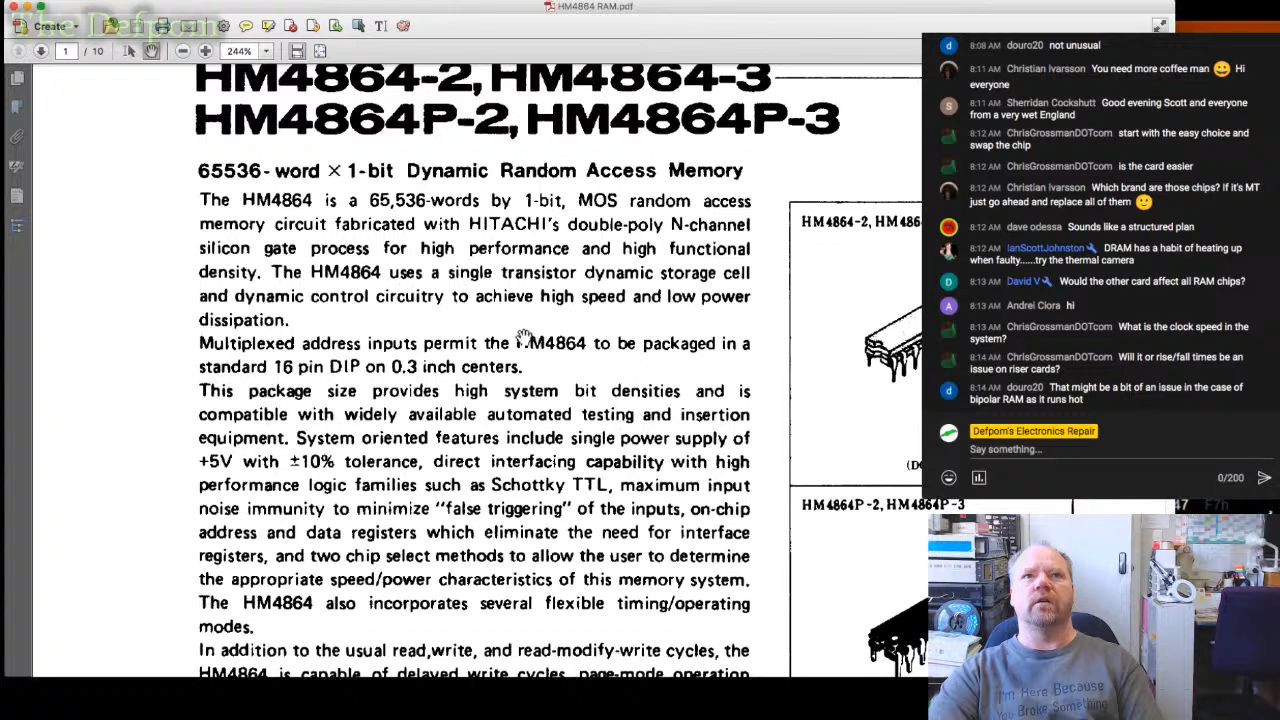 The Defpom
HM4864 RAM.pdf
Create
1 / 10
244%
HM4864-2, HM4864-3
HM4864P-2, HM4864P-3
65536-word × 1-bit Dynamic Random Access Memory
The HM4864 is a 65,536-words by 1-bit, MOS random access
memory circuit fabricated with HITACHI's double-poly N-channel
silicon gate process for high performance and high functional
density. The HM4864 uses a single transistor dynamic storage cell
and dynamic control circuitry to achieve high speed and low power
dissipation.
Multiplexed address inputs permit the HM4864 to be packaged in a
standard 16 pin DIP on 0.3 inch centers.
This package size provides high system bit densities and is
compatible with widely available automated testing and insertion
equipment. System oriented features include single power supply of
+5V with ±10% tolerance, direct interfacing capability with high
performance logic families such as Schottky TTL, maximum input
noise immunity to minimize "false triggering" of the inputs, on-chip
address and data registers which eliminate the need for interface
registers, and two chip select methods to allow the user to determine
the appropriate speed/power characteristics of this memory system.
The HM4864 also incorporates several flexible timing/operating
modes.
In addition to the usual read,write, and read-modify-write cycles, the
HM4864 is capable of delayed write cycles, page-mode operation
HM4864-2, HM486
(D
HM4864P-2, HM4864P-3
d
8:08 AM douro20 not unusual
8:11 AM Christian Ivarsson You need more coffee man 😀 Hi
everyone
S
8:11 AM Sherridan Cockshutt Good evening Scott and everyone
from a very wet England
8:12 AM ChrisGrossmanDOTcom start with the easy choice and
swap the chip
8:12 AM ChrisGrossmanDOTcom is the card easier
8:12 AM Christian Ivarsson Which brand are those chips? If it's MT
just go ahead and replace all of them 🙂
8:12 AM dave odessa Sounds like a structured plan
8:12 AM IanScottJohnston DRAM has a habit of heating up
when faulty......try the thermal camera
D
8:13 AM David V Would the other card affect all RAM chips?
A
8:13 AM Andrei Ciora hi
8:13 AM ChrisGrossmanDOTcom What is the clock speed in the
system?
8:14 AM ChrisGrossmanDOTcom Will it or rise/fall times be an
issue on riser cards?
d
8:14 AM douro20 That might be a bit of an issue in the case of
bipolar RAM as it runs hot
Defpom's Electronics Repair
Say something...
0/200
47 F7h
I'm Here Because
You Broke Something